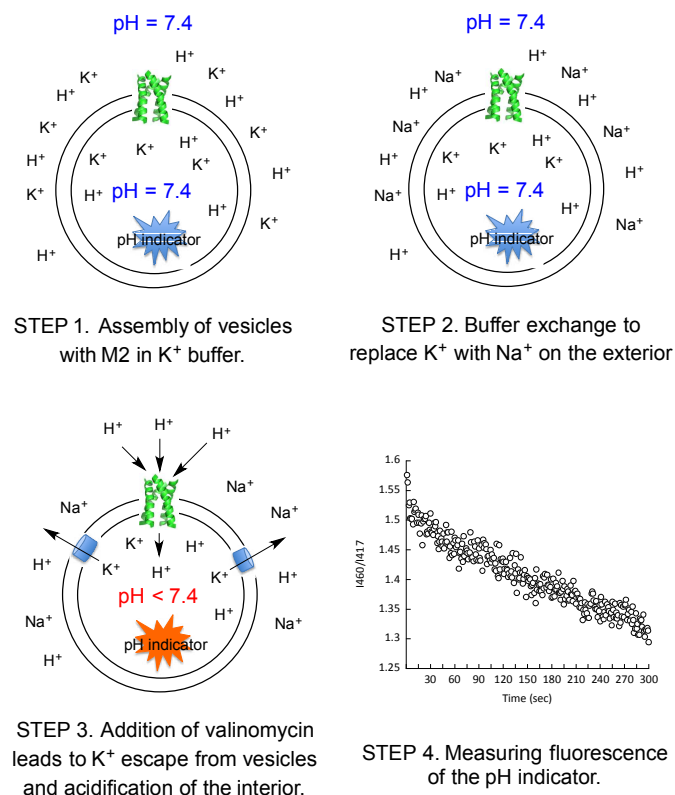 pH = 7.4
H⁺
K⁺
K⁺
H⁺
H⁺
K⁺
K⁺
H⁺
K⁺
K⁺
H⁺
K⁺
H⁺
K⁺
H⁺
pH = 7.4
H⁺
K⁺
pH indicator
H⁺
STEP 1. Assembly of vesicles
with M2 in K⁺ buffer.
pH = 7.4
H⁺
Na⁺
Na⁺
H⁺
H⁺
Na⁺
Na⁺
H⁺
K⁺
H⁺
K⁺
H⁺
Na⁺
H⁺
pH = 7.4
H⁺
Na⁺
pH indicator
H⁺
STEP 2. Buffer exchange to
replace K⁺ with Na⁺ on the exterior
H⁺
H⁺
H⁺
Na⁺
Na⁺
Na⁺
K⁺
H⁺
H⁺
K⁺
H⁺
K⁺
H⁺
pH < 7.4
H⁺
Na⁺
Na⁺
pH indicator
H⁺
STEP 3. Addition of valinomycin
leads to K⁺ escape from vesicles
and acidification of the interior.
1.6
1.55
1.5
1.45
1.4
1.35
1.3
1.25
I460/I417
30 60 90 120 150 180 210 240 270 300
Time (sec)
STEP 4. Measuring fluorescence
of the pH indicator.